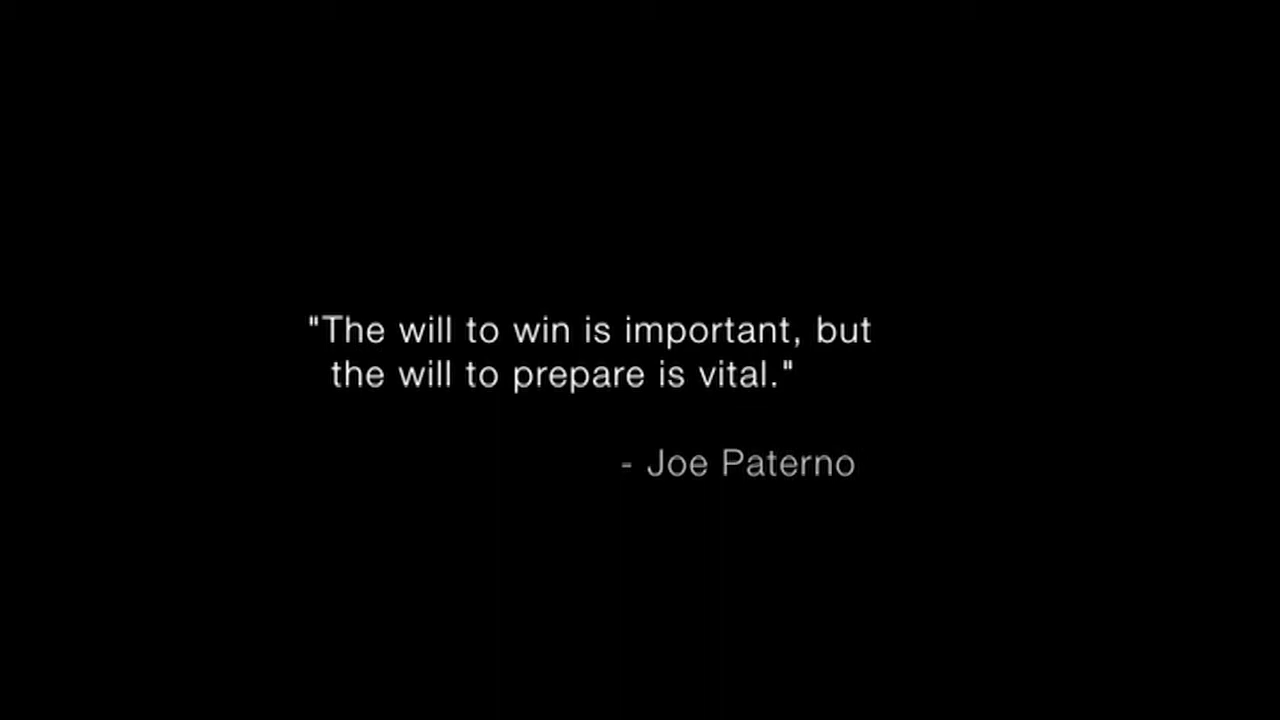 "The will to win is important, but
the will to prepare is vital."
- Joe Paterno